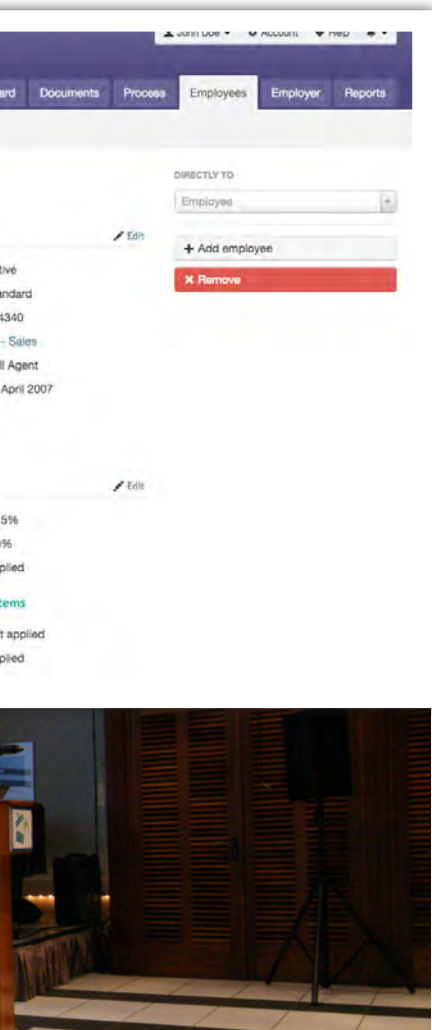 John Doe Account Help
ard Documents Process Employees Employer Reports
DIRECTLY TO
Employee
Edit
+ Add employee
× Remove
tive
andard
4340
- Sales
ll Agent
April 2007
Edit
5%
%
plied
tems
t applied
plied